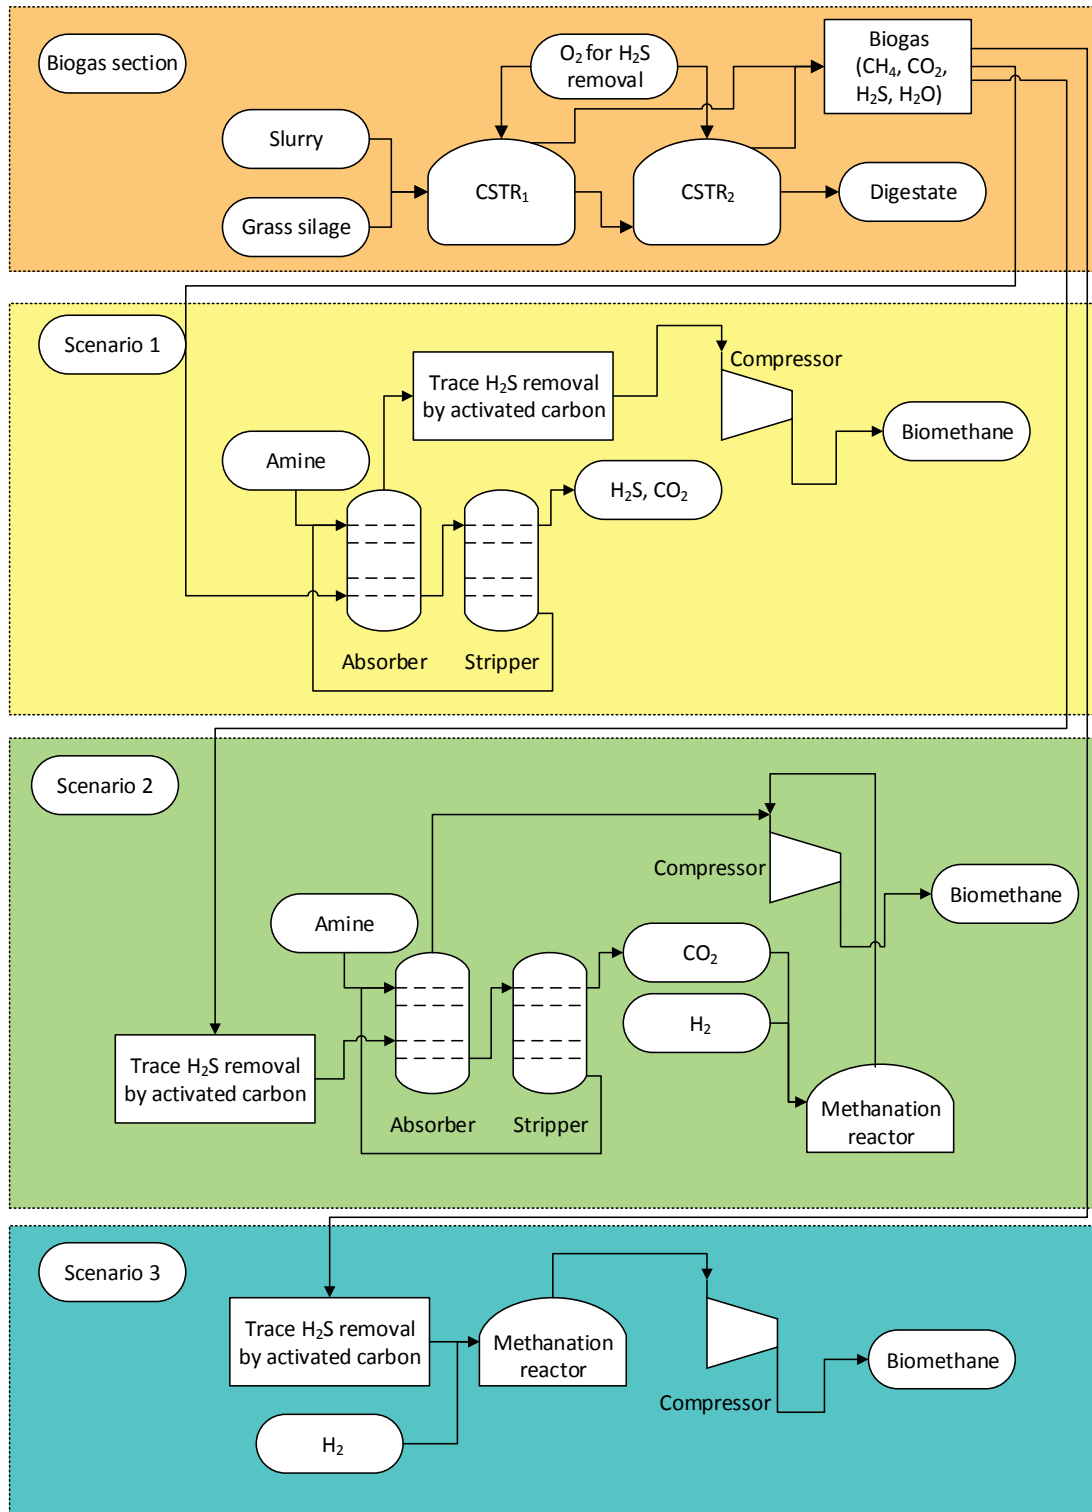 Biogas section
O₂ for H₂S
removal
Biogas
(CH₄, CO₂,
H₂S, H₂O)
Slurry
Grass silage
CSTR₁
CSTR₂
Digestate
Scenario 1
Trace H₂S removal
by activated carbon
Compressor
Biomethane
Amine
H₂S, CO₂
Absorber
Stripper
Scenario 2
Compressor
Biomethane
Amine
CO₂
H₂
Trace H₂S removal
by activated carbon
Absorber
Stripper
Methanation
reactor
Scenario 3
Trace H₂S removal
by activated carbon
Methanation
reactor
Compressor
Biomethane
H₂